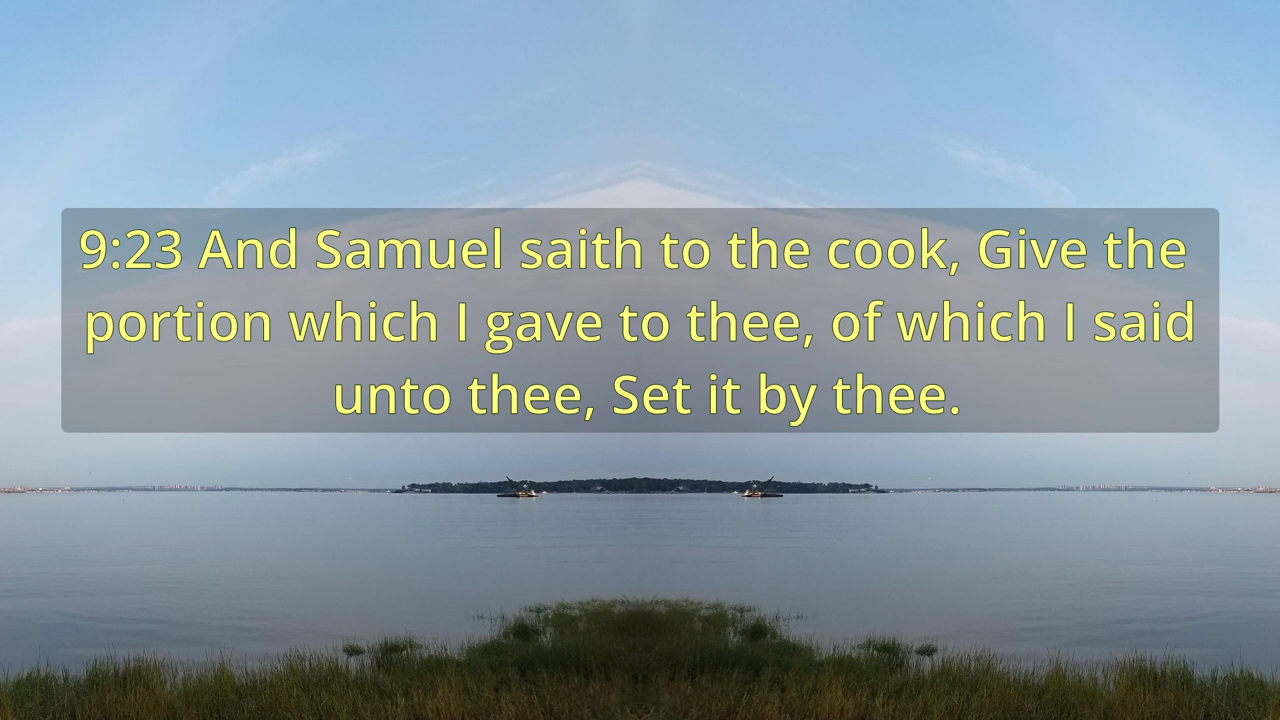 9:23 And Samuel saith to the cook, Give the
portion which I gave to thee, of which I said
unto thee, Set it by thee.